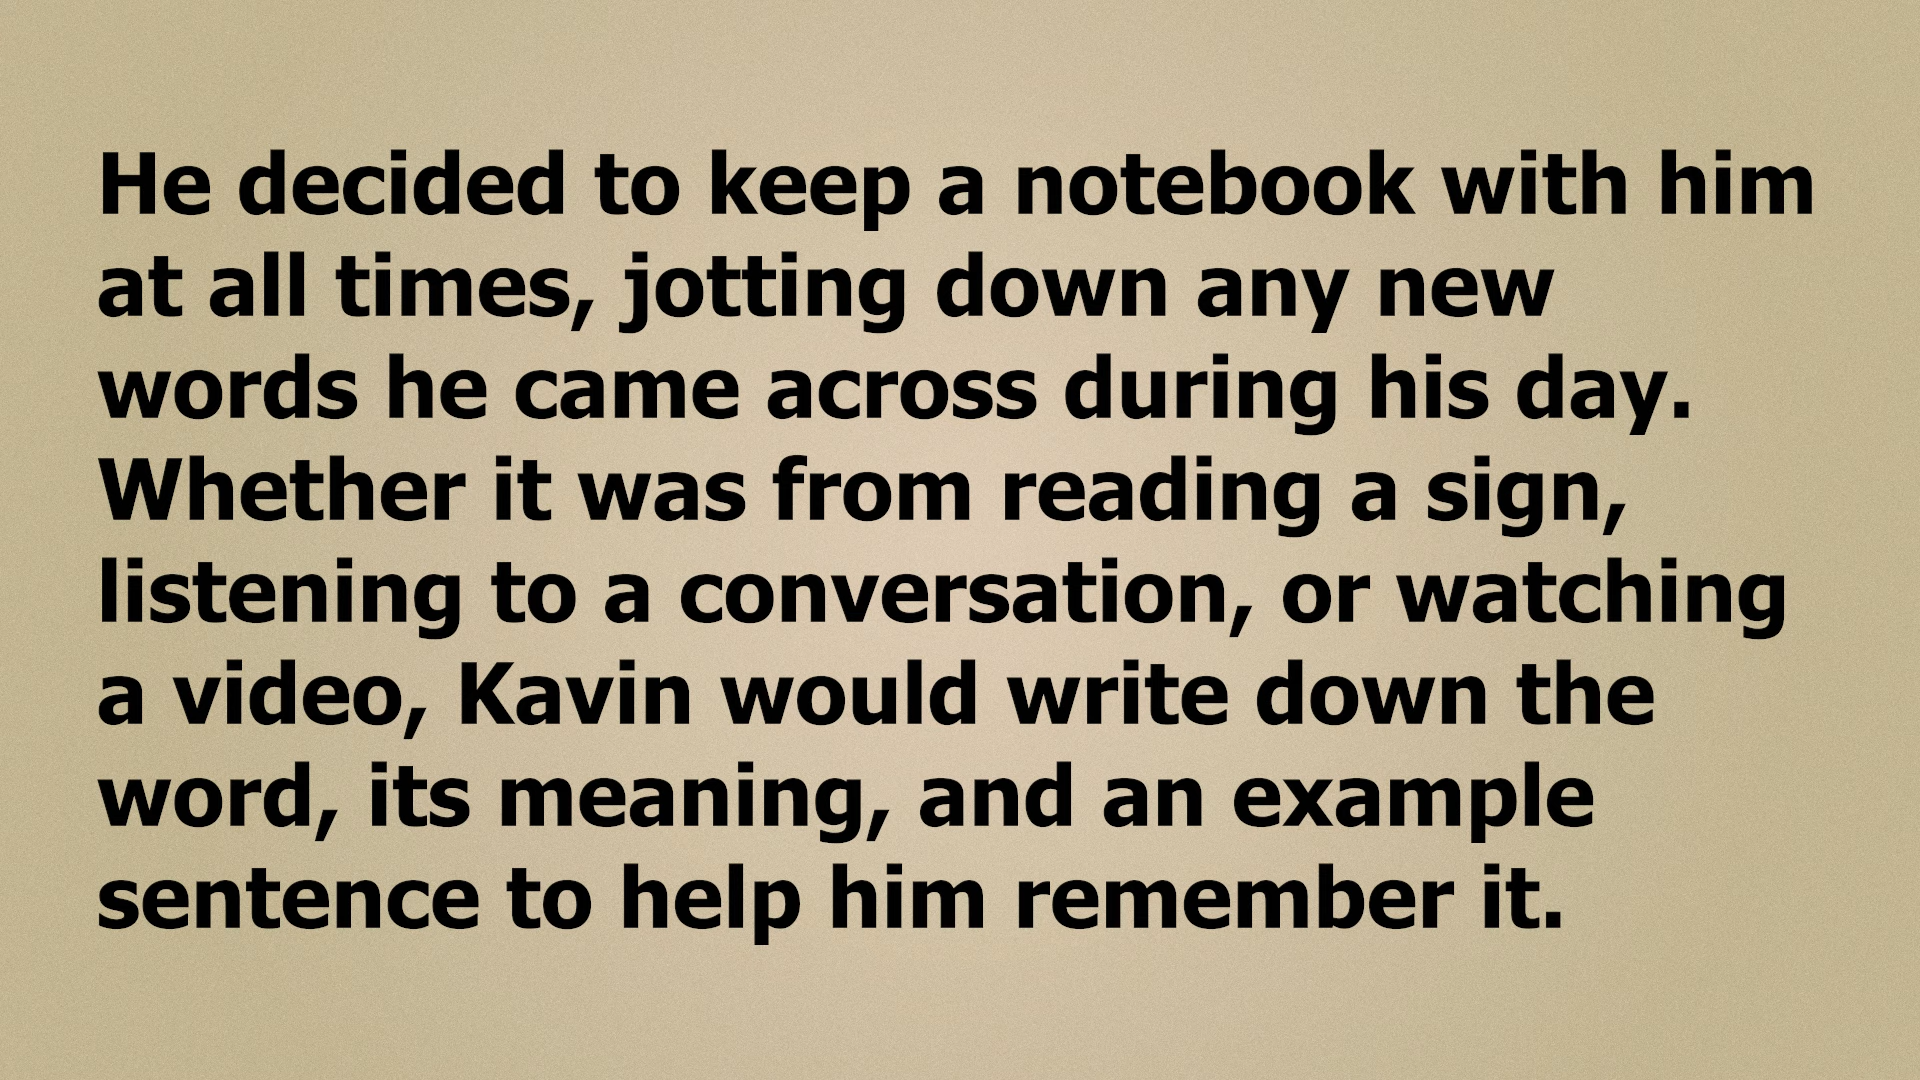 He decided to keep a notebook with him
at all times, jotting down any new
words he came across during his day.
Whether it was from reading a sign,
listening to a conversation, or watching
a video, Kavin would write down the
word, its meaning, and an example
sentence to help him remember it.